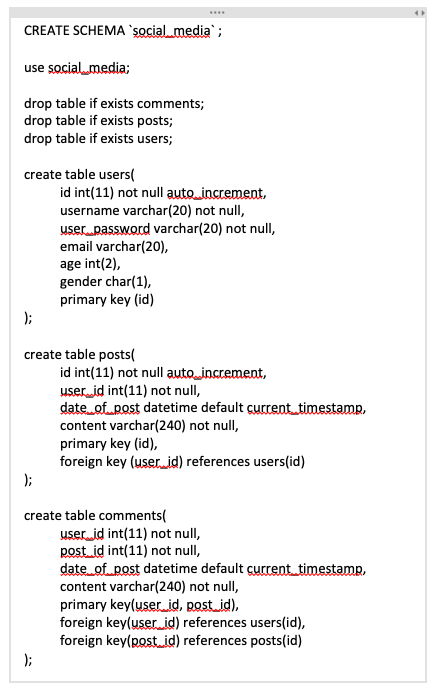 CREATE SCHEMA `social_media` ;
use social_media;
drop table if exists comments;
drop table if exists posts;
drop table if exists users;
create table users(
id int(11) not null auto_increment,
username varchar(20) not null,
user_password varchar(20) not null,
email varchar(20),
age int(2),
gender char(1),
primary key (id)
);
create table posts(
id int(11) not null auto_increment,
user_id int(11) not null,
date_of_post datetime default current_timestamp,
content varchar(240) not null,
primary key (id),
foreign key (user_id) references users(id)
);
create table comments(
user_id int(11) not null,
post_id int(11) not null,
date_of_post datetime default current_timestamp,
content varchar(240) not null,
primary key(user_id, post_id),
foreign key(user_id) references users(id),
foreign key(post_id) references posts(id)
);